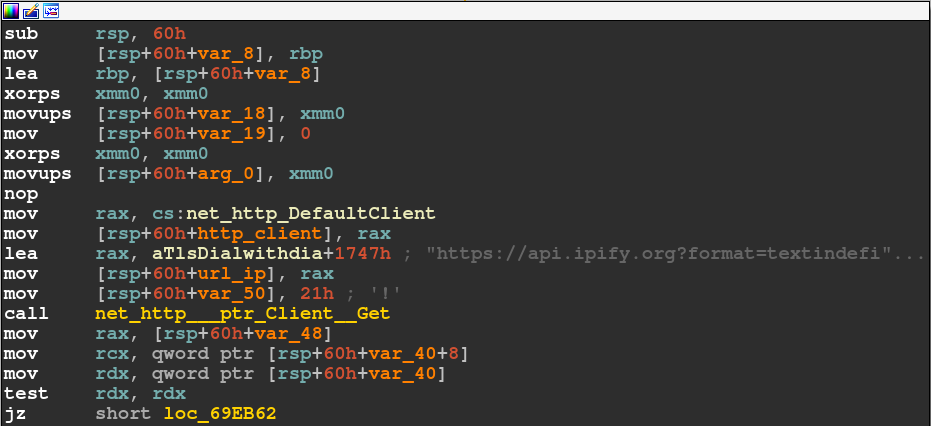 sub     rsp, 60h
mov     [rsp+60h+var_8], rbp
lea     rbp, [rsp+60h+var_8]
xorps   xmm0, xmm0
movups  [rsp+60h+var_18], xmm0
mov     [rsp+60h+var_19], 0
xorps   xmm0, xmm0
movups  [rsp+60h+arg_0], xmm0
nop
mov     rax, cs:net_http_DefaultClient
mov     [rsp+60h+http_client], rax
lea     rax, aTlsDialwithdia+1747h ; "https://api.ipify.org?format=textindefi"...
mov     [rsp+60h+url_ip], rax
mov     [rsp+60h+var_50], 21h ; '!'
call    net_http___ptr_Client__Get
mov     rax, [rsp+60h+var_48]
mov     rcx, qword ptr [rsp+60h+var_40+8]
mov     rdx, qword ptr [rsp+60h+var_40]
test    rdx, rdx
jz      short loc_69EB62